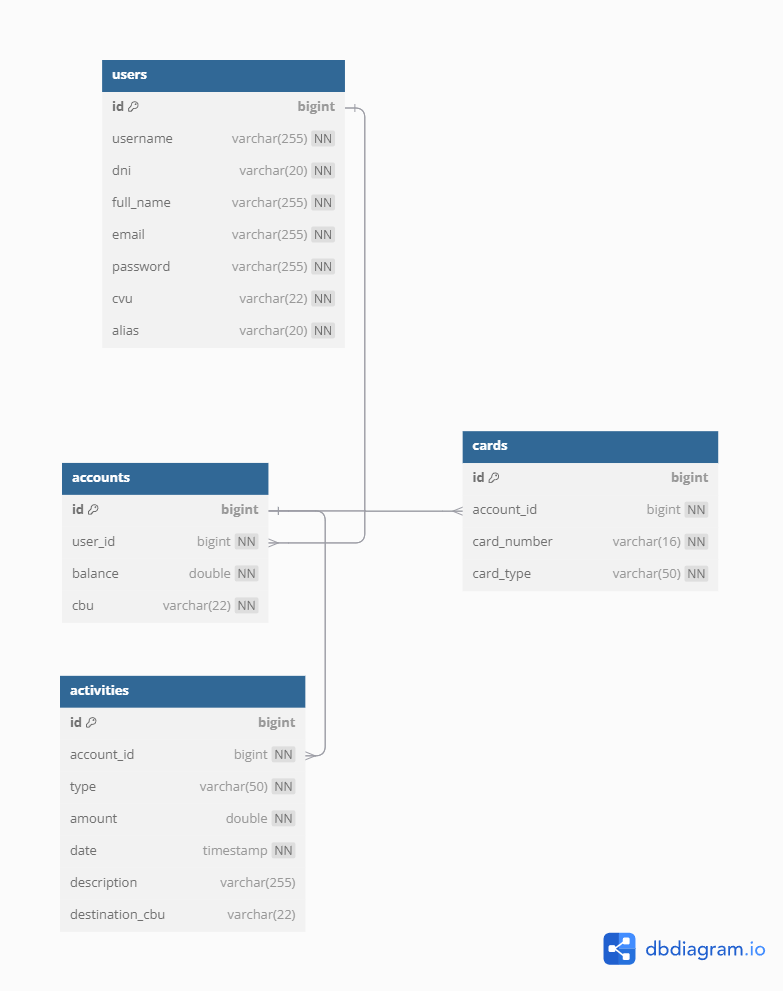 users
id bigint
username varchar(255) NN
dni varchar(20) NN
full_name varchar(255) NN
email varchar(255) NN
password varchar(255) NN
cvu varchar(22) NN
alias varchar(20) NN
cards
id bigint
account_id bigint NN
card_number varchar(16) NN
card_type varchar(50) NN
accounts
id bigint
user_id bigint NN
balance double NN
cbu varchar(22) NN
activities
id bigint
account_id bigint NN
type varchar(50) NN
amount double NN
date timestamp NN
description varchar(255)
destination_cbu varchar(22)
dbdiagram.io